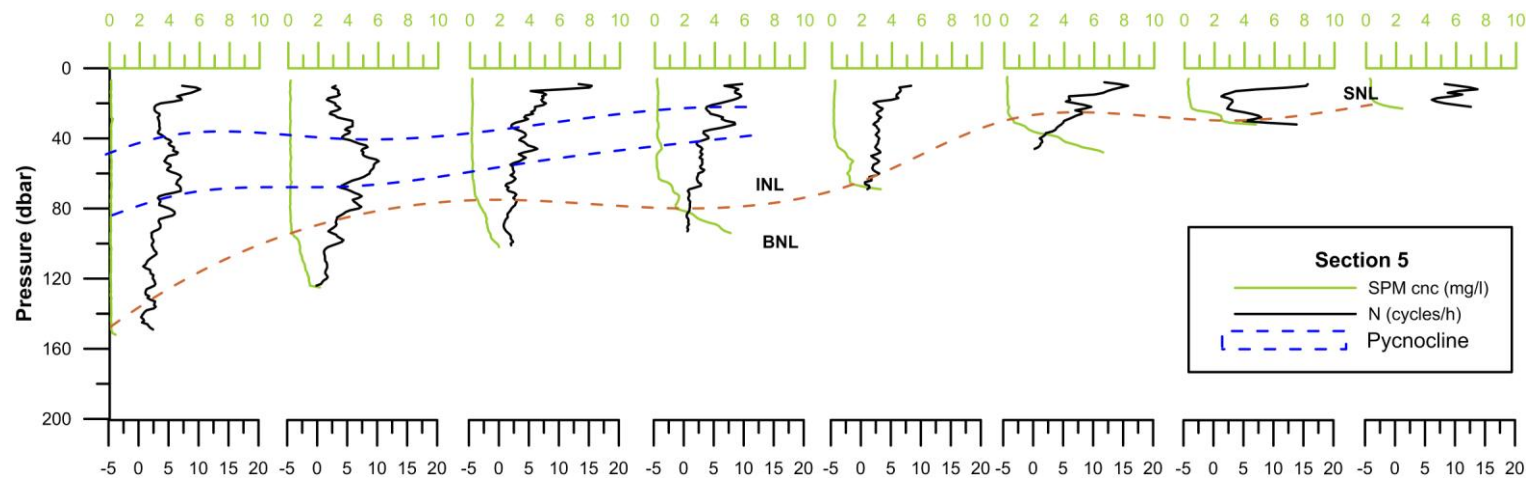 0 2 4 6 8 10 0 2 4 6 8 10 0 2 4 6 8 10 0 2 4 6 8 10 0 2 4 6 8 10 0 2 4 6 8 10 0 2 4 6 8 10 0 2 4 6 8 10
0
SNL
40
INL
80
BNL
120
160
200
Pressure (dbar)
Section 5
SPM cnc (mg/l)
N (cycles/h)
Pycnocline
-5 0 5 10 15 20 -5 0 5 10 15 20 -5 0 5 10 15 20 -5 0 5 10 15 20 -5 0 5 10 15 20 -5 0 5 10 15 20 -5 0 5 10 15 20 -5 0 5 10 15 20